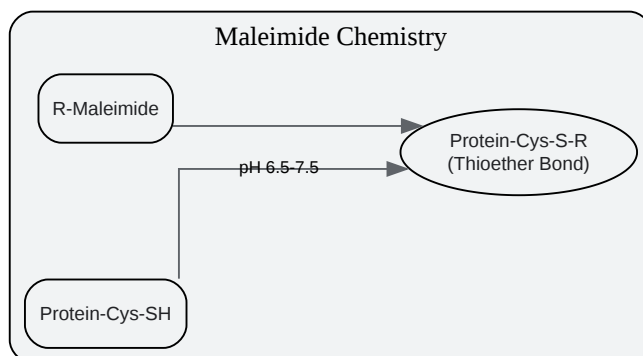 Maleimide Chemistry
R-Maleimide
Protein-Cys-S-R
(Thioether Bond)
pH 6.5-7.5
Protein-Cys-SH